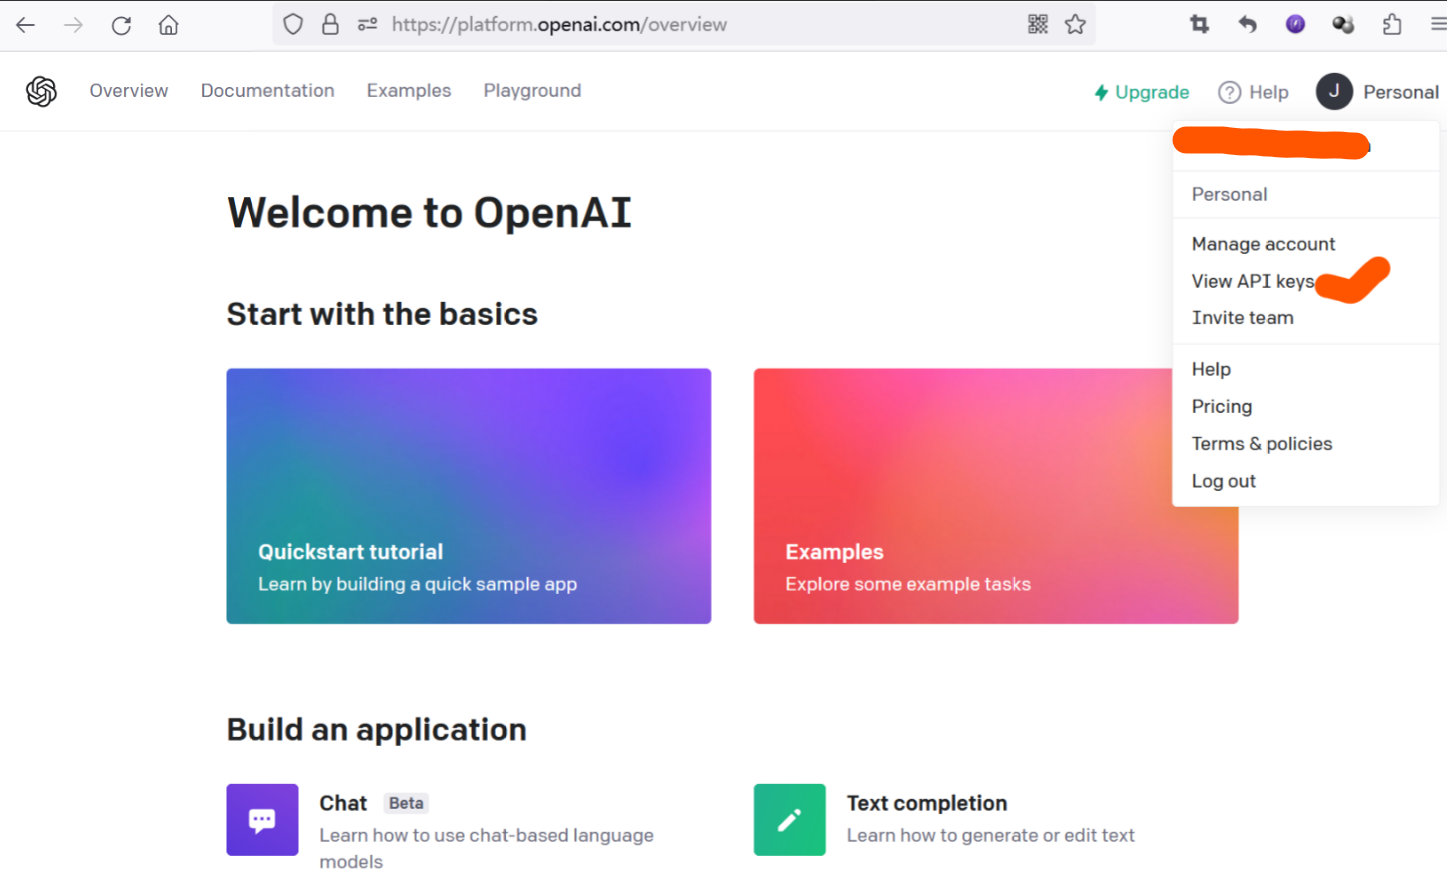 https://platform.openai.com/overview
Overview Documentation Examples Playground
Upgrade Help J Personal
Personal
Manage account
View API keys
Invite team
Help
Pricing
Terms & policies
Log out
Welcome to OpenAI
Start with the basics
Quickstart tutorial
Learn by building a quick sample app
Examples
Explore some example tasks
Build an application
Chat Beta
Learn how to use chat-based language
models
Text completion
Learn how to generate or edit text